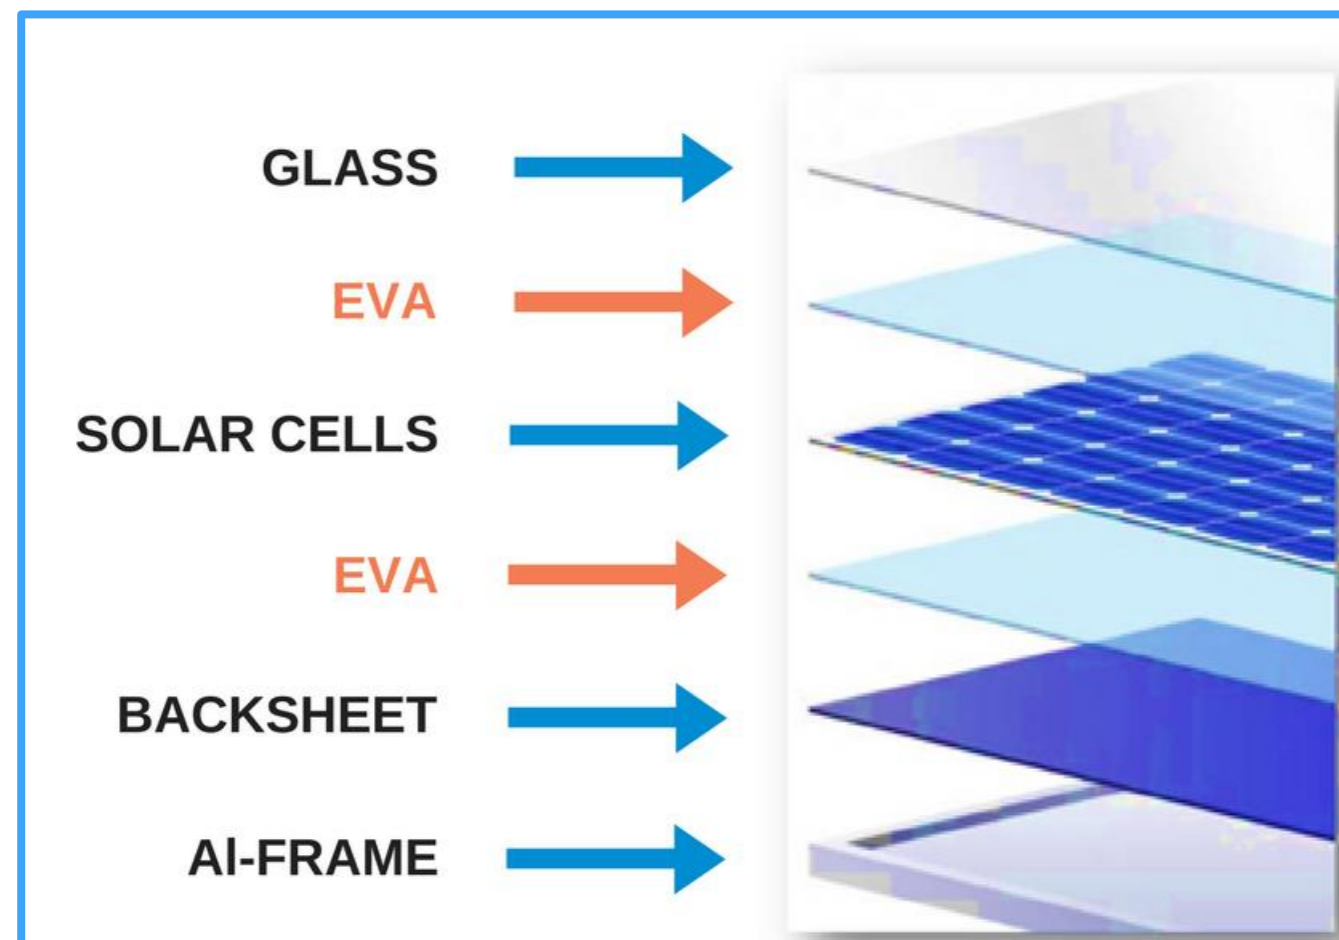 GLASS
EVA
SOLAR CELLS
EVA
BACKSHEET
Al-FRAME